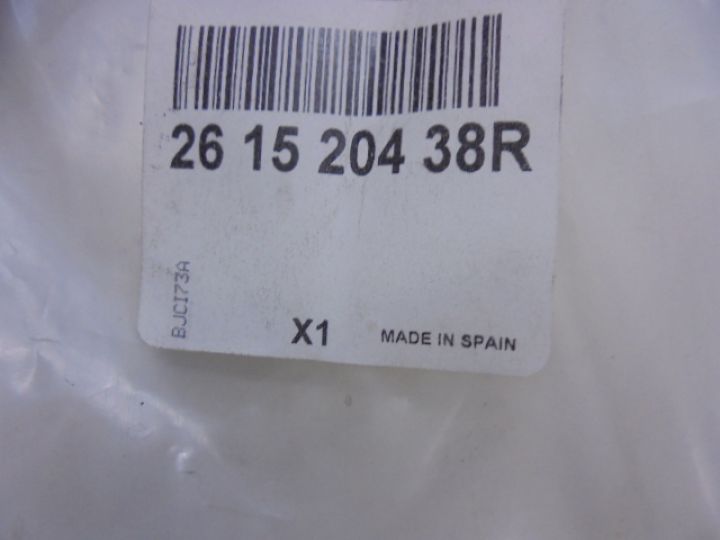 26 15 204 38R
BJCI73A
X1
MADE IN SPAIN